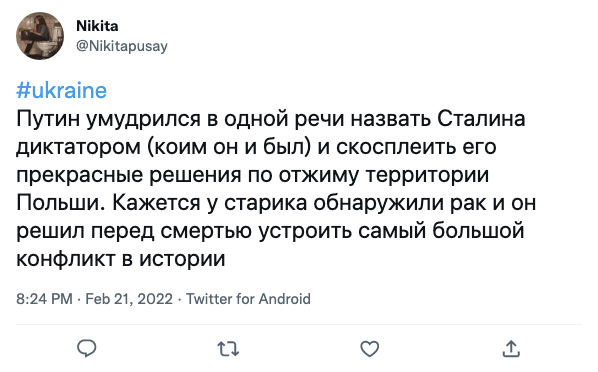 Nikita
@Nikitapusay
#ukraine
Путин умудрился в одной речи назвать Сталина
диктатором (коим он и был) и скосплеить его
прекрасные решения по отжиму территории
Польши. Кажется у старика обнаружили рак и он
решил перед смертью устроить самый большой
конфликт в истории
8:24 PM · Feb 21, 2022 · Twitter for Android